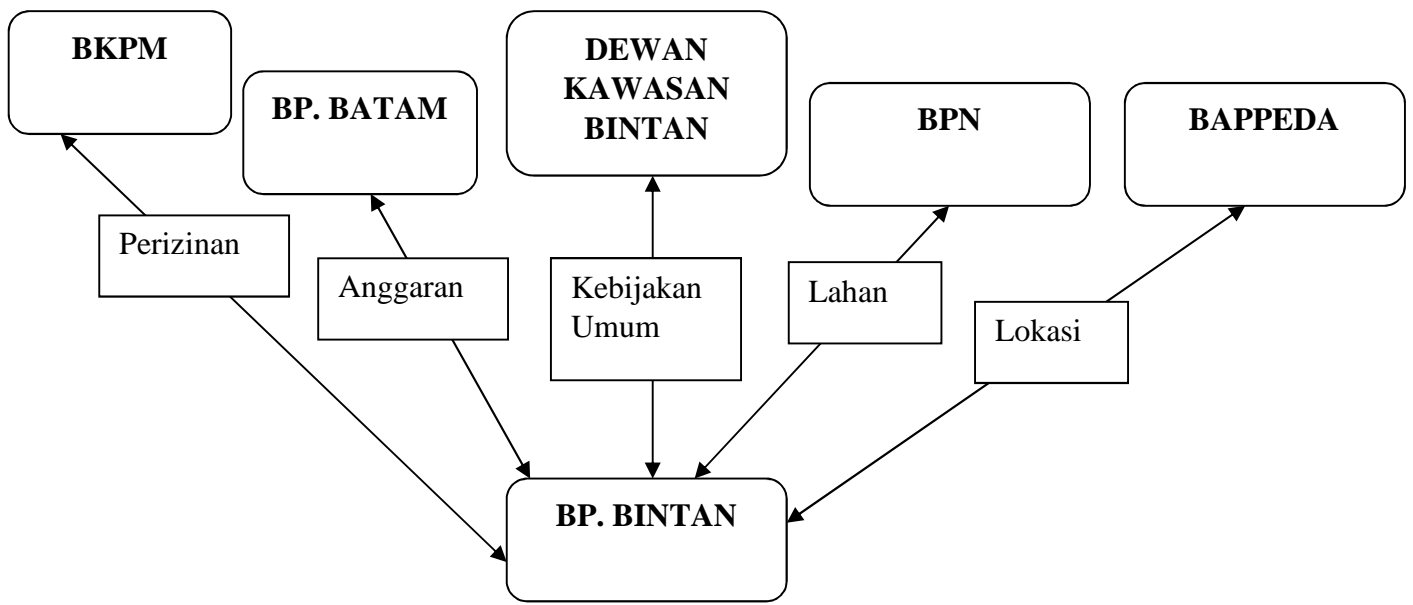 BKPM
BP. BATAM
DEWAN
KAWASAN
BINTAN
BPN
BAPPEDA
Perizinan
Anggaran
Kebijakan
Umum
Lahan
Lokasi
BP. BINTAN